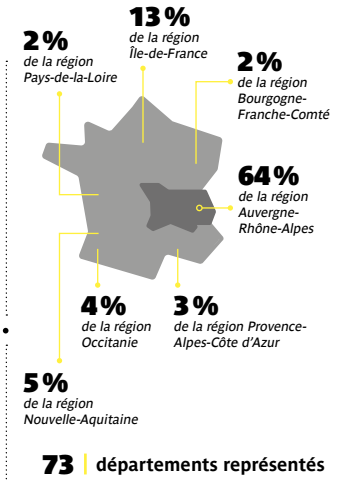 13 %
de la région
Île-de-France
2 %
de la région
Pays-de-la-Loire
2 %
de la région
Bourgogne-
Franche-Comté
64 %
de la région
Auvergne-
Rhône-Alpes
4 %
de la région
Occitanie
3 %
de la région Provence-
Alpes-Côte d'Azur
5 %
de la région
Nouvelle-Aquitaine
73 départements représentés